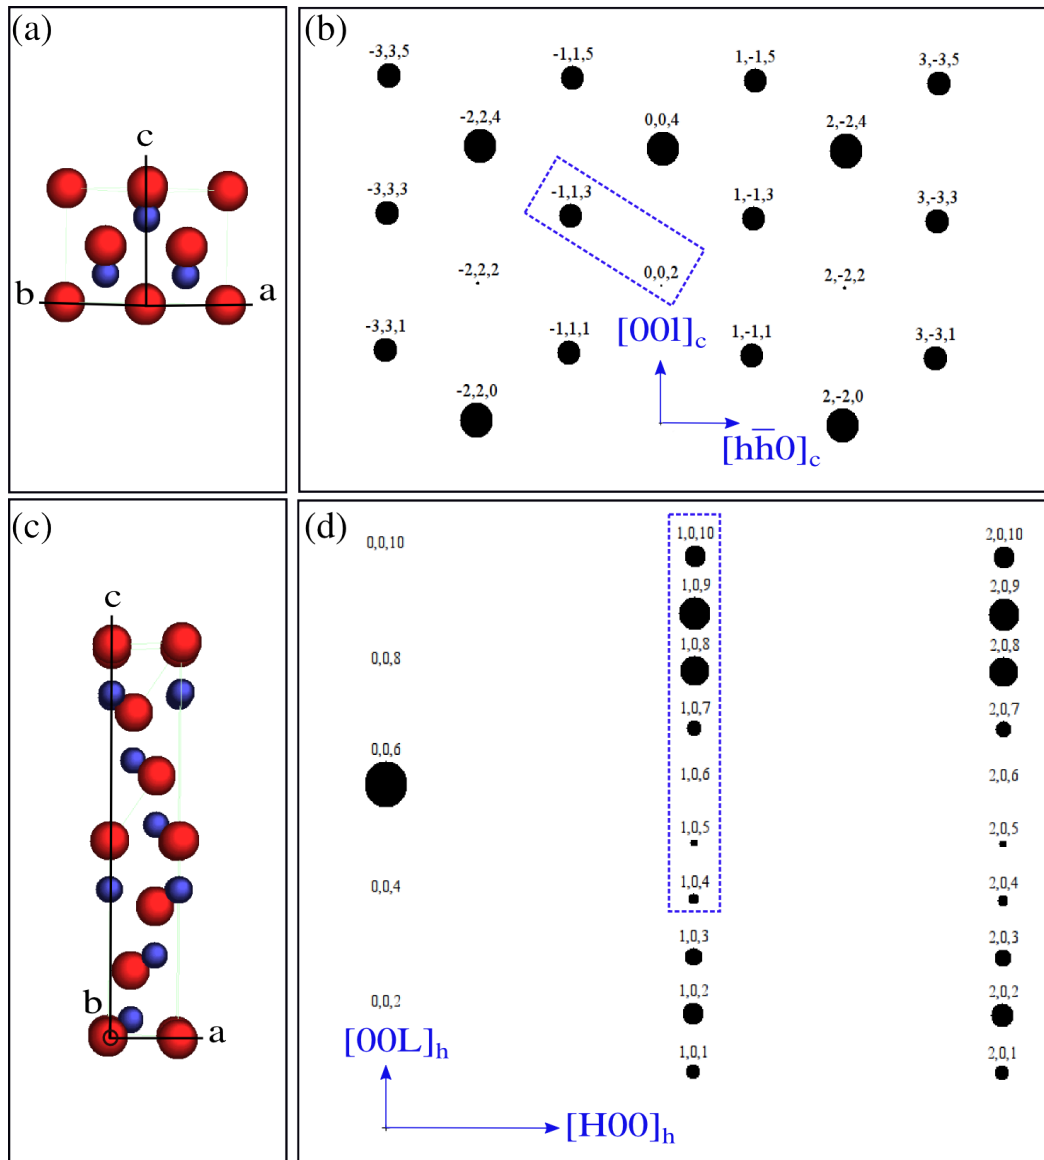 (a)
c
b
a
(b)
-3,3,5 -1,1,5 1,-1,5 3,-3,5
-2,2,4 0,0,4 2,-2,4
-3,3,3 -1,1,3 1,-1,3 3,-3,3
-2,2,2 0,0,2 2,-2,2
-3,3,1 -1,1,1 1,-1,1 3,-3,1
[00l]c
-2,2,0 2,-2,0
[hh̅0]c
(c)
c
b
a
(d)
0,0,10 1,0,10 2,0,10
1,0,9 2,0,9
0,0,8 1,0,8 2,0,8
1,0,7 2,0,7
0,0,6 1,0,6 2,0,6
1,0,5 2,0,5
0,0,4 1,0,4 2,0,4
1,0,3 2,0,3
0,0,2 1,0,2 2,0,2
[00L]h
1,0,1 2,0,1
[H00]h